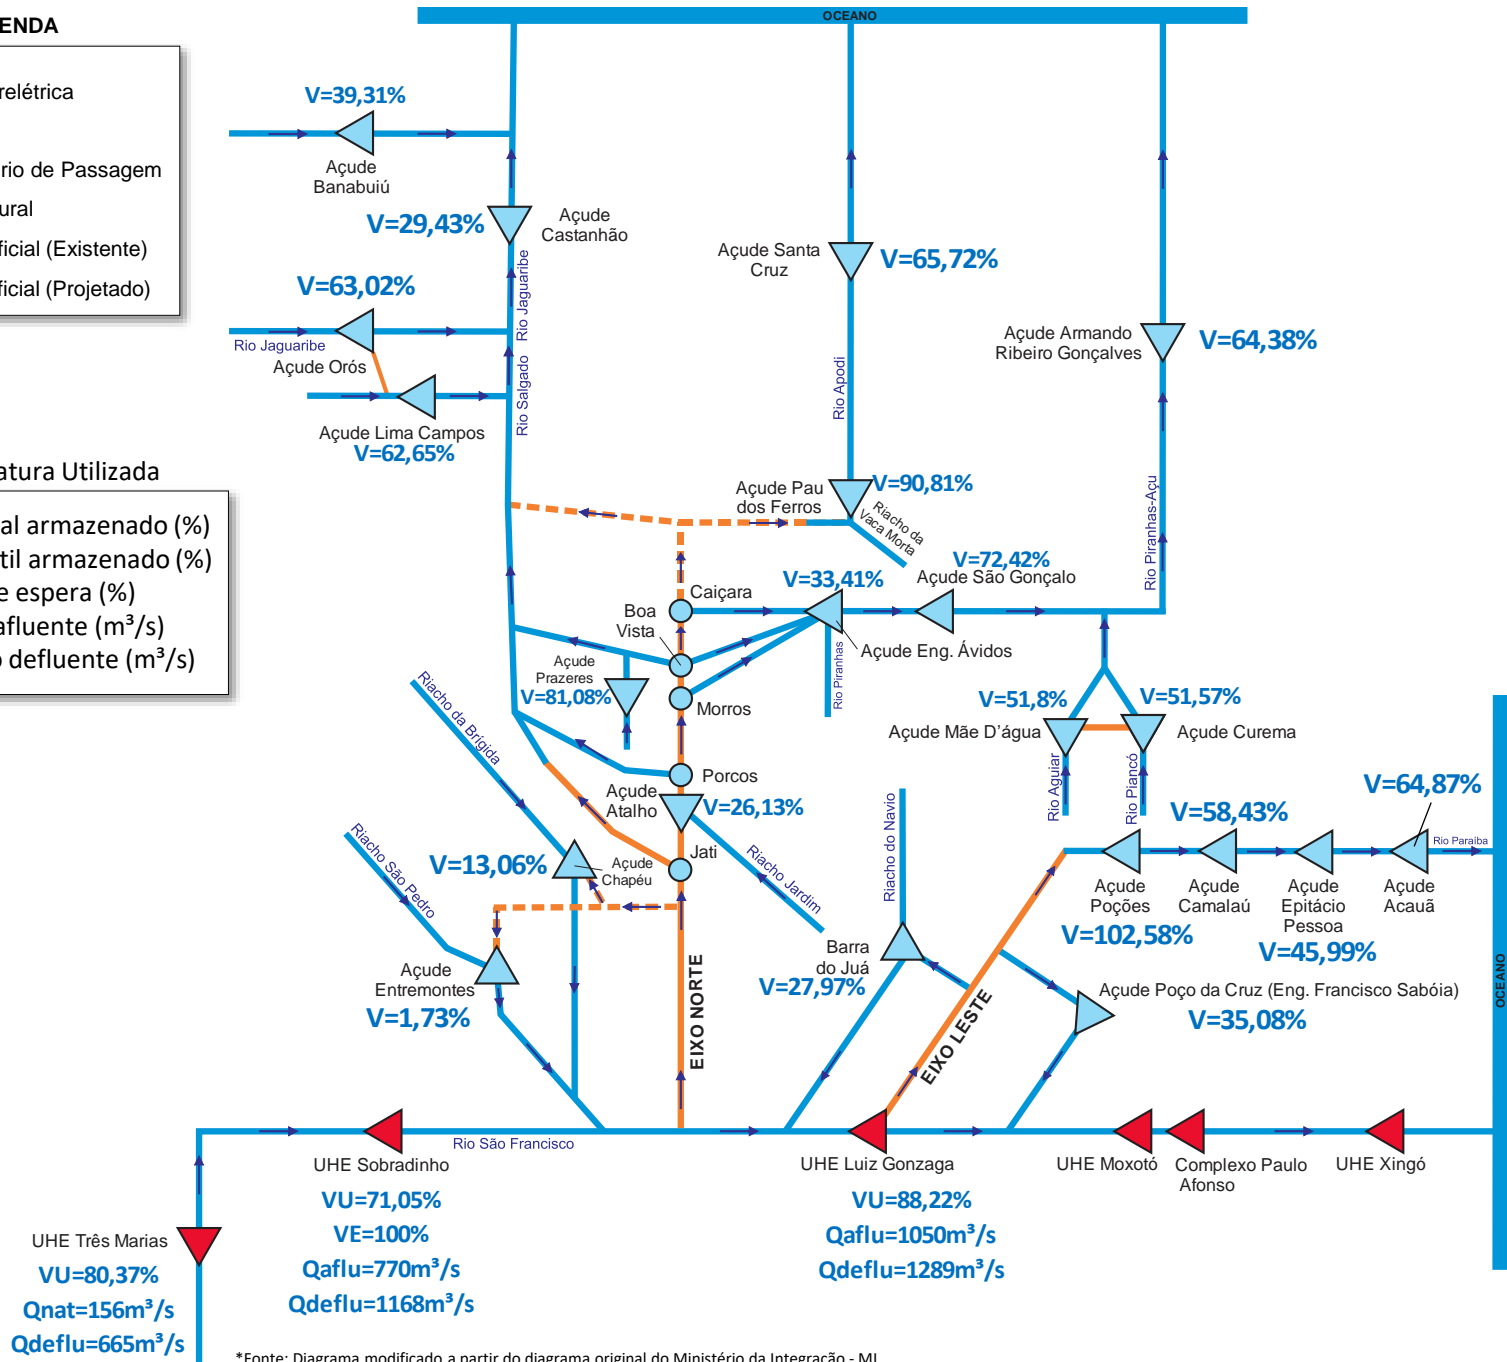 OCEANO
ENDA
relétrica
rio de Passagem
ural
ficial (Existente)
ficial (Projetado)
V=39,31%
Açude
Banabuiú
V=29,43%
Açude
Castanhão
V=63,02%
Rio Jaguaribe
Rio Jaguaribe
Açude Orós
Rio Salgado
Açude Lima Campos
V=62,65%
Açude Santa
Cruz
V=65,72%
Rio Apodi
Açude Armando
Ribeiro Gonçalves
V=64,38%
Rio Piranhas-Açu
atura Utilizada
al armazenado (%)
til armazenado (%)
e espera (%)
afluente (m³/s)
o defluente (m³/s)
Açude Pau
dos Ferros
V=90,81%
Riacho da
Vaca Morta
V=72,42%
Açude São Gonçalo
V=33,41%
Açude Eng. Ávidos
Rio Piranhas
Caiçara
Boa
Vista
Morros
Açude
Prazeres
V=81,08%
Porcos
Açude
Atalho
V=26,13%
Jati
Riacho Jardim
Riacho da Brígida
Riacho São Pedro
V=13,06%
Açude
Chapéu
Açude
Entremontes
V=1,73%
V=51,8%
Açude Mãe D’água
V=51,57%
Açude Curema
Rio Aguiar
Rio Piancó
V=64,87%
V=58,43%
Rio Paraíba
Açude
Poções
V=102,58%
Açude
Camalaú
Açude
Epitácio
Pessoa
V=45,99%
Açude
Acauã
Riacho do Navio
Barra
do Juá
V=27,97%
EIXO NORTE
EIXO LESTE
Açude Poço da Cruz (Eng. Francisco Sabóia)
V=35,08%
OCEANO
Rio São Francisco
UHE Sobradinho
VU=71,05%
VE=100%
Qaflu=770m³/s
Qdeflu=1168m³/s
UHE Luiz Gonzaga
VU=88,22%
Qaflu=1050m³/s
Qdeflu=1289m³/s
UHE Moxotó
Complexo Paulo
Afonso
UHE Xingó
UHE Três Marias
VU=80,37%
Qnat=156m³/s
Qdeflu=665m³/s
*Fonte: Diagrama modificado a partir do diagrama original do Ministério da Integração - MI